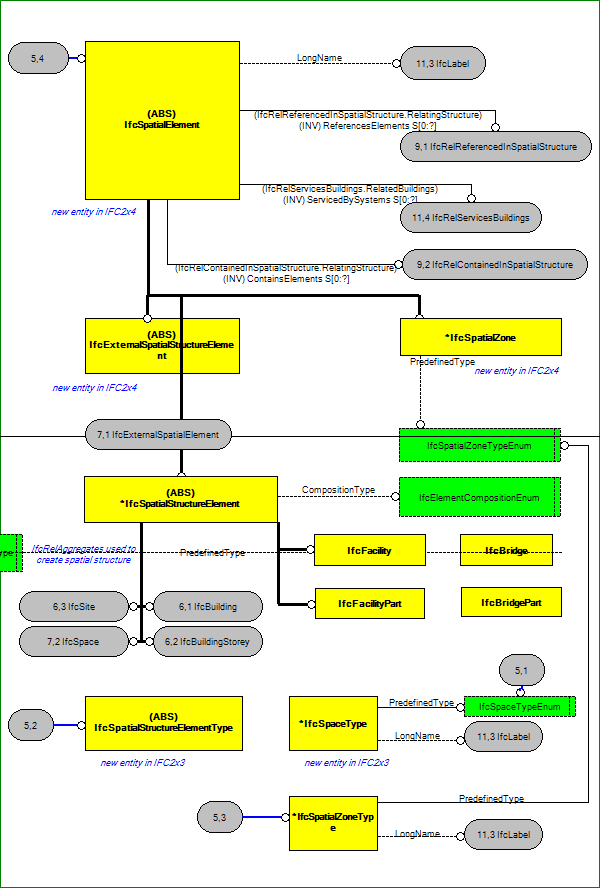 5,4
(ABS)
IfcSpatialElement
LongName
11,3 IfcLabel
(IfcRelReferencedInSpatialStructure.RelatingStructure)
(INV) ReferencesElements S[0:?]
9,1 IfcRelReferencedInSpatialStructure
(IfcRelServicesBuildings.RelatedBuildings)
(INV) ServicedBySystems S[0:?]
11,4 IfcRelServicesBuildings
new entity in IFC2x4
9,2 IfcRelContainedInSpatialStructure
(IfcRelContainedInSpatialStructure.RelatingStructure)
(INV) ContainsElements S[0:?]
(ABS)
IfcExternalSpatialStructureEleme
nt
*IfcSpatialZone
PredefinedType
new entity in IFC2x4
new entity in IFC2x4
7,1 IfcExternalSpatialElement
IfcSpatialZoneTypeEnum
(ABS)
*IfcSpatialStructureElement
CompositionType
IfcElementCompositionEnum
ype
IfcRelAggregates used to
create spatial structure
PredefinedType
IfcFacility
IfcBridge
IfcFacilityPart
IfcBridgePart
6,3 IfcSite
6,1 IfcBuilding
7,2 IfcSpace
6,2 IfcBuildingStorey
5,1
5,2
(ABS)
IfcSpatialStructureElementType
*IfcSpaceType
PredefinedType
IfcSpaceTypeEnum
LongName
11,3 IfcLabel
new entity in IFC2x3
new entity in IFC2x3
5,3
*IfcSpatialZoneTyp
e
PredefinedType
LongName
11,3 IfcLabel